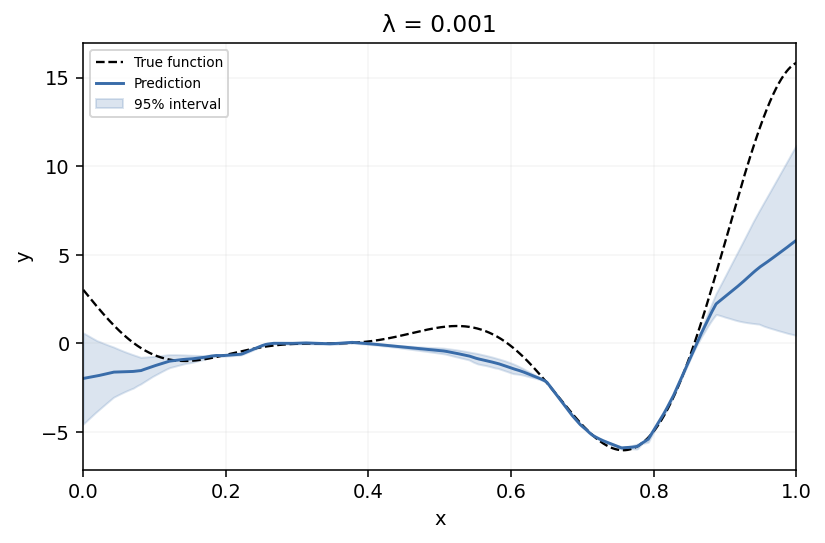 λ = 0.001
True function
Prediction
95% interval
15
10
5
0
−5
y
0.0 0.2 0.4 0.6 0.8 1.0
x